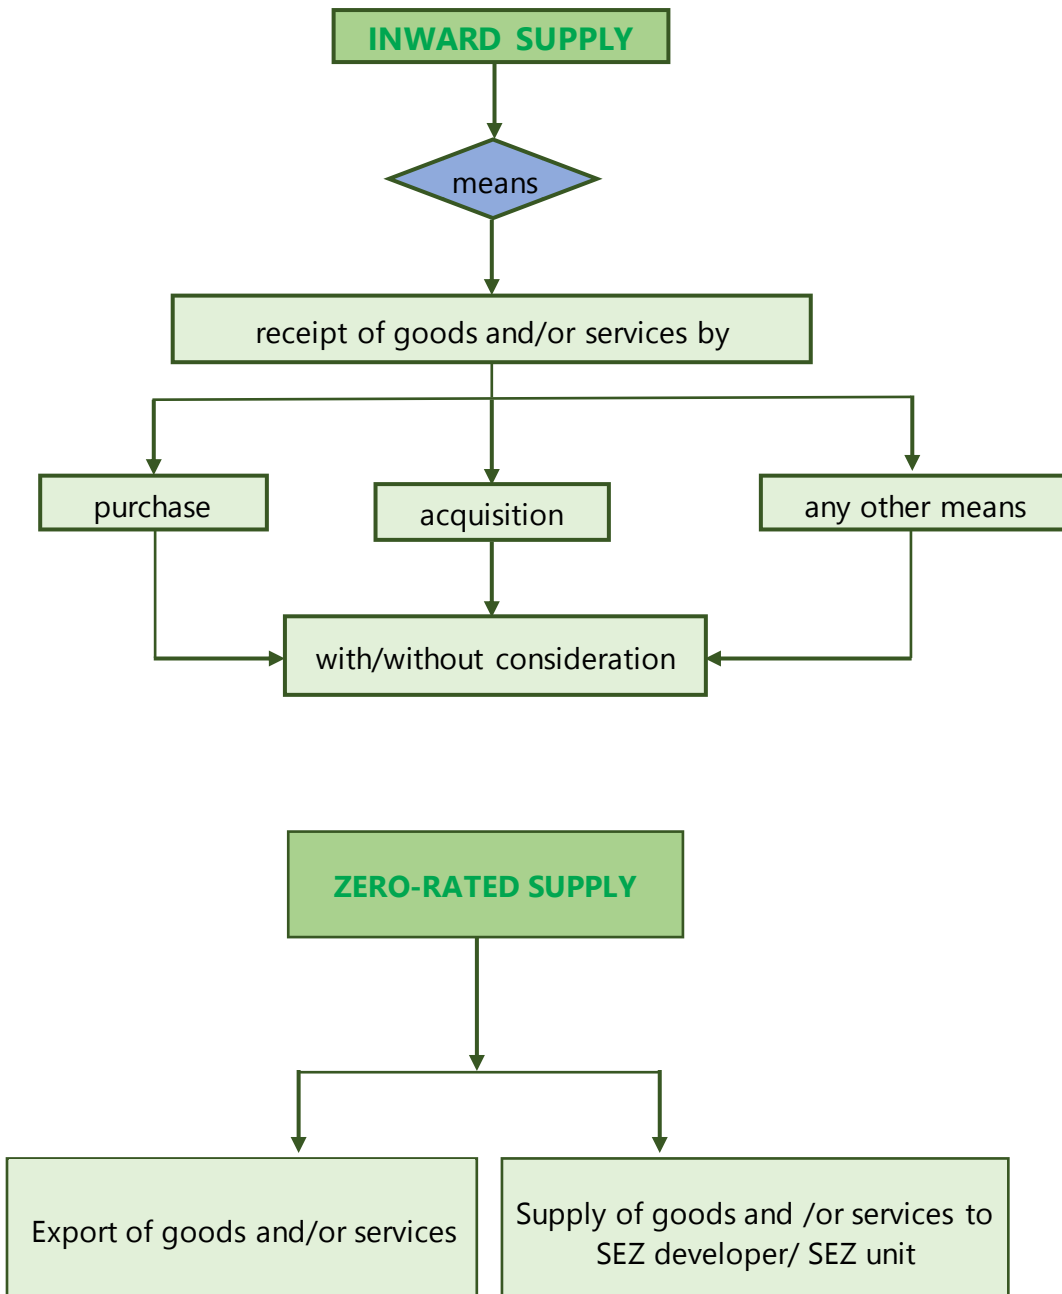 INWARD SUPPLY
means
receipt of goods and/or services by
purchase
acquisition
any other means
with/without consideration
ZERO-RATED SUPPLY
Export of goods and/or services
Supply of goods and /or services to
SEZ developer/ SEZ unit